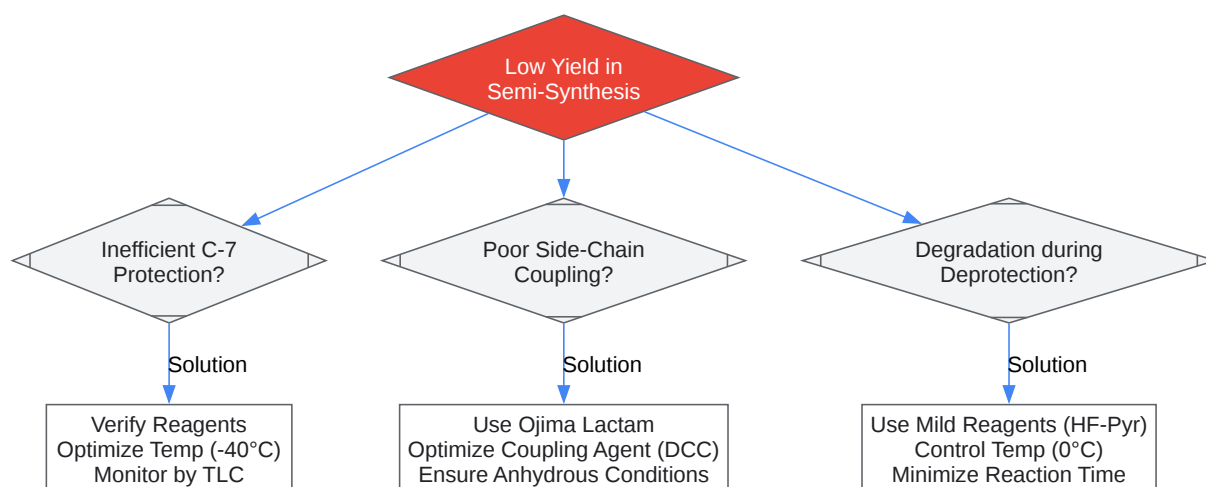 Low Yield in
Semi-Synthesis
Inefficient C-7
Protection?
Poor Side-Chain
Coupling?
Degradation during
Deprotection?
Solution
Solution
Solution
Verify Reagents
Optimize Temp (-40°C)
Monitor by TLC
Use Ojima Lactam
Optimize Coupling Agent (DCC)
Ensure Anhydrous Conditions
Use Mild Reagents (HF-Pyr)
Control Temp (0°C)
Minimize Reaction Time